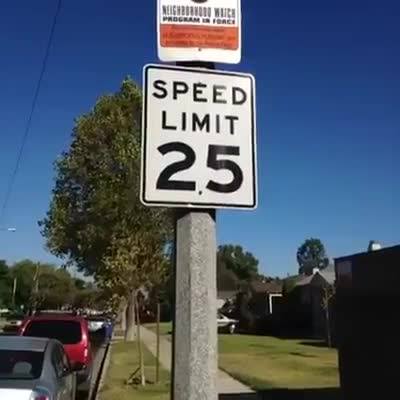 NEIGHBORHOOD WATCH
PROGRAM IN FORCE
SPEED
LIMIT
25